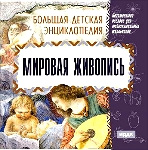 БОЛЬШАЯ ДЕТСКАЯ
ЭНЦИКЛОПЕДИЯ
МИРОВАЯ ЖИВОПИСЬ